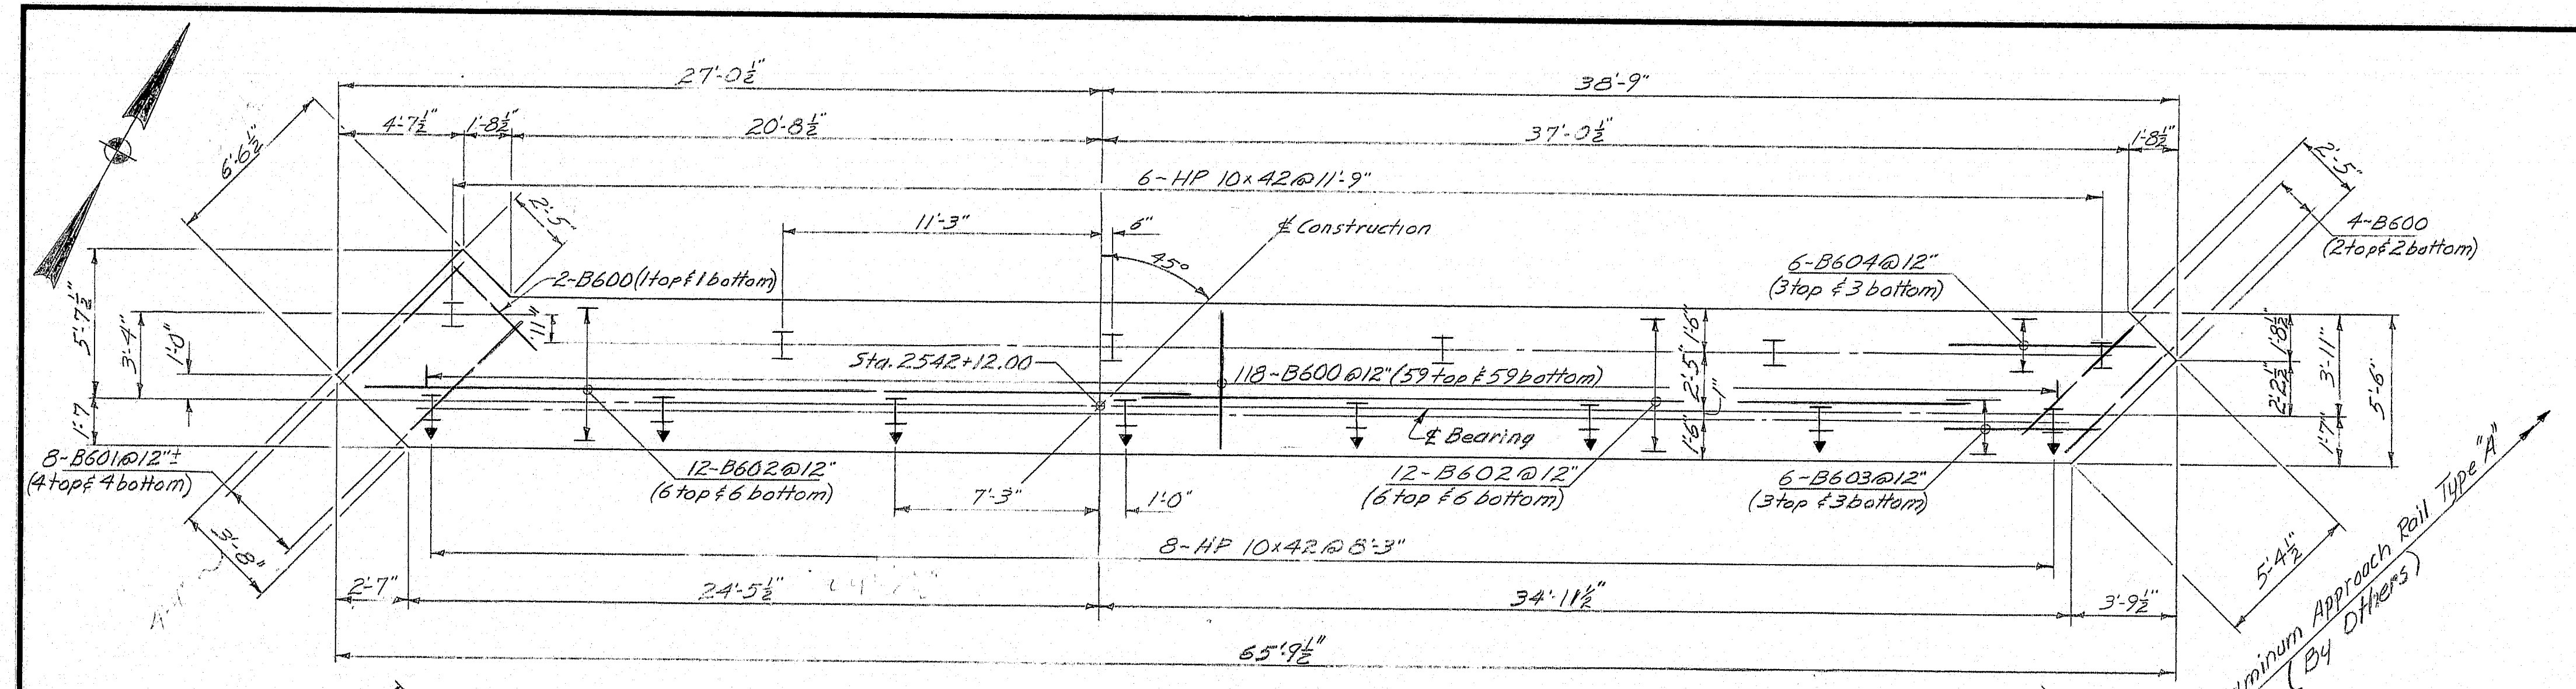 27'-0½"
38'-9"
4'-7½"
1'-8½"
20'-8½"
37'-0½"
1'-8½"
6'-6½"
2'-5"
6-HP 10x42@11'-9"
2'-5"
11'-3"
6"
℄ Construction
4-B600
(2top&2bottom)
45°
6-B604@12"
(3top & 3bottom)
2-B600(1top&1bottom)
5'-7½"
3'-4"
1'-0"
11"
1'-6"
1'-8½"
3'-11"
5'-6"
Sta.2542+12.00
118-B600@12"(59top&59bottom)
2'-5"
2'-2½"
1"
1'-7
℄ Bearing
1'-6"
1'-7"
8-B601@12"±
(4top&4bottom)
12-B602@12"
(6top&6bottom)
12-B602@12"
(6top&6bottom)
6-B603@12"
(3top &3bottom)
7'-3"
1'-0"
3'-8"
8-HP 10x42@8'-3"
5'-4½"
2'-7"
24'-5½"
34'-11½"
3'-9½"
65'-9½"
minum Approach Rail Type "A"
(By Others)